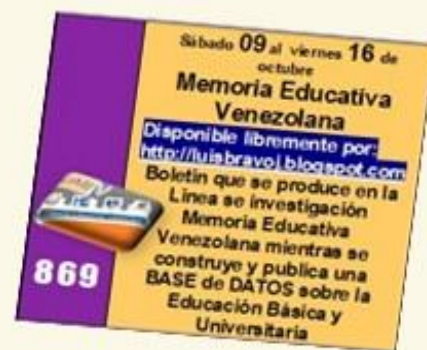 Sábado 09 al viernes 16 de
octubre
Memoria Educativa
Venezolana
Disponible libremente por:
http://luisbravoj.blogspot.com
Boletin que se produce en la
Linea se investigación
Memoria Educativa
Venezolana mientras se
construye y publica una
BASE de DATOS sobre la
Educación Básica y
Universitaria
869